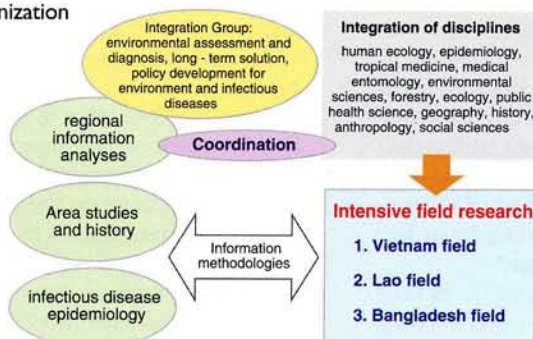 nization
Integration Group:
environmental assessment and
diagnosis, long - term solution,
policy development for
environment and infectious
diseases
regional
information
analyses
Coordination
Area studies
and history
infectious disease
epidemiology
Information
methodologies
Integration of disciplines
human ecology, epidemiology,
tropical medicine, medical
entomology, environmental
sciences, forestry, ecology, public
health science, geography, history,
anthropology, social sciences
Intensive field research
1. Vietnam field
2. Lao field
3. Bangladesh field